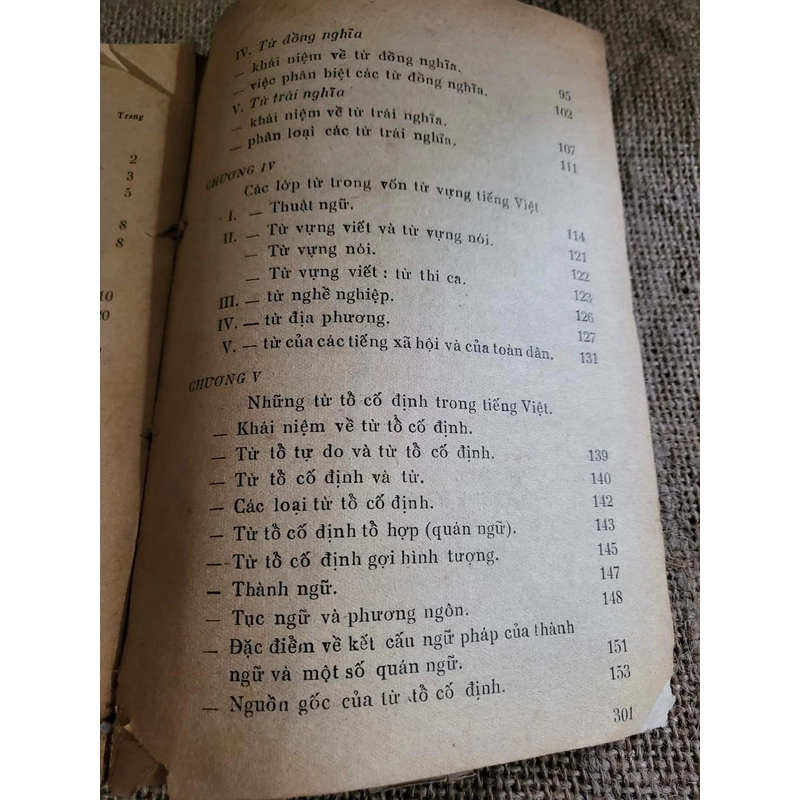 Trang
2
3
5
8
8
10
20
IV. Từ đồng nghĩa
— khái niệm về từ đồng nghĩa.
— việc phân biệt các từ đồng nghĩa. 95
V. Từ trái nghĩa 102
— khái niệm về từ trái nghĩa.
— phân loại các từ trái nghĩa. 107
CHƯƠNG IV 111
Các lớp từ trong vốn từ vựng tiếng Việt
I. — Thuật ngữ.
II. — Từ vựng viết và từ vựng nói. 114
— Từ vựng nói. 121
— Từ vựng viết : từ thi ca. 122
III. — từ nghề nghiệp. 123
IV. — từ địa phương. 126
V. — từ của các tiếng xã hội và của toàn dân. 127
131
CHƯƠNG V
Những từ tổ cố định trong tiếng Việt.
— Khái niệm về từ tổ cố định.
— Từ tổ tự do và từ tổ cố định. 139
— Từ tổ cố định và từ. 140
— Các loại từ tổ cố định. 142
— Từ tổ cố định tổ hợp (quán ngữ). 143
— Từ tổ cố định gợi hình tượng. 145
— Thành ngữ. 147
— Tục ngữ và phương ngôn. 148
— Đặc điểm về kết cấu ngữ pháp của thành
ngữ và một số quán ngữ. 151
— Nguồn gốc của từ tổ cố định. 153
301